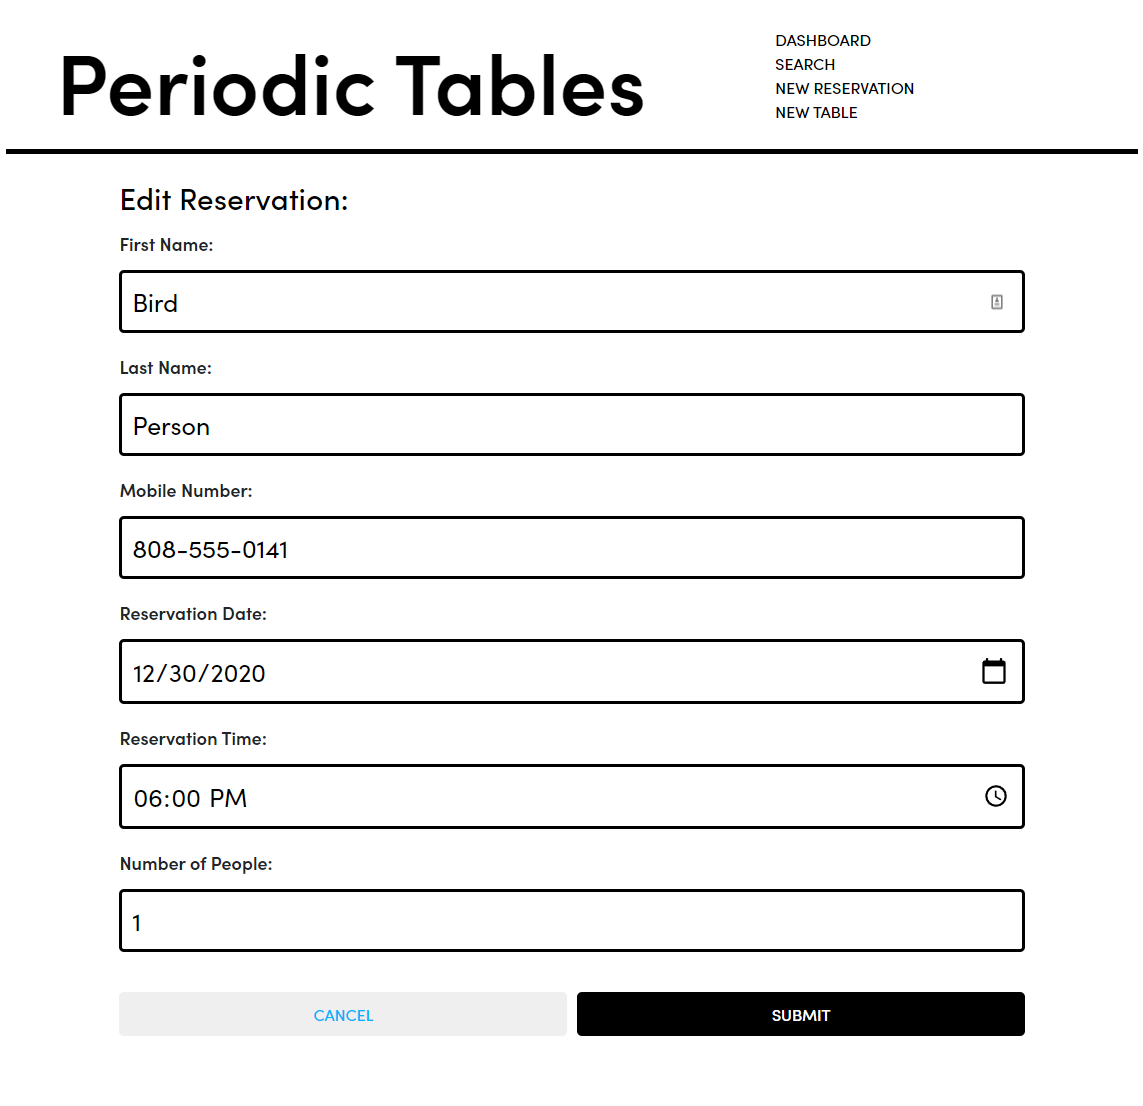 Periodic Tables
DASHBOARD
SEARCH
NEW RESERVATION
NEW TABLE
Edit Reservation:
First Name:
Bird
Last Name:
Person
Mobile Number:
808-555-0141
Reservation Date:
12/30/2020
Reservation Time:
06:00 PM
Number of People:
1
CANCEL
SUBMIT